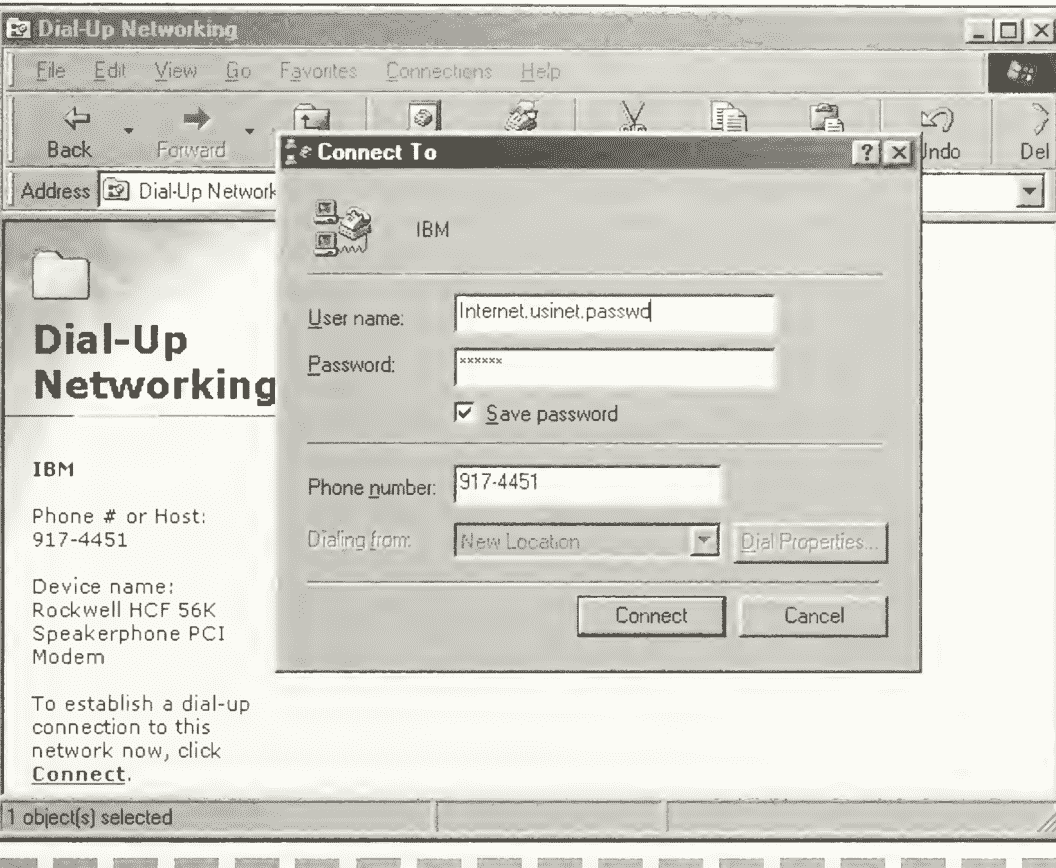 Dial-Up Networking
File Edit View Go Favorites Connections Help
Back Forward Undo Del
Address Dial-Up Network
Connect To
IBM
User name: Internet.usinet.passwd
Password: xxxxxx
Save password
Phone number: 917-4451
Dialing from: New Location Dial Properties...
Connect Cancel
Dial-Up
Networking
IBM
Phone # or Host:
917-4451
Device name:
Rockwell HCF 56K
Speakerphone PCI
Modem
To establish a dial-up
connection to this
network now, click
Connect.
1 object(s) selected